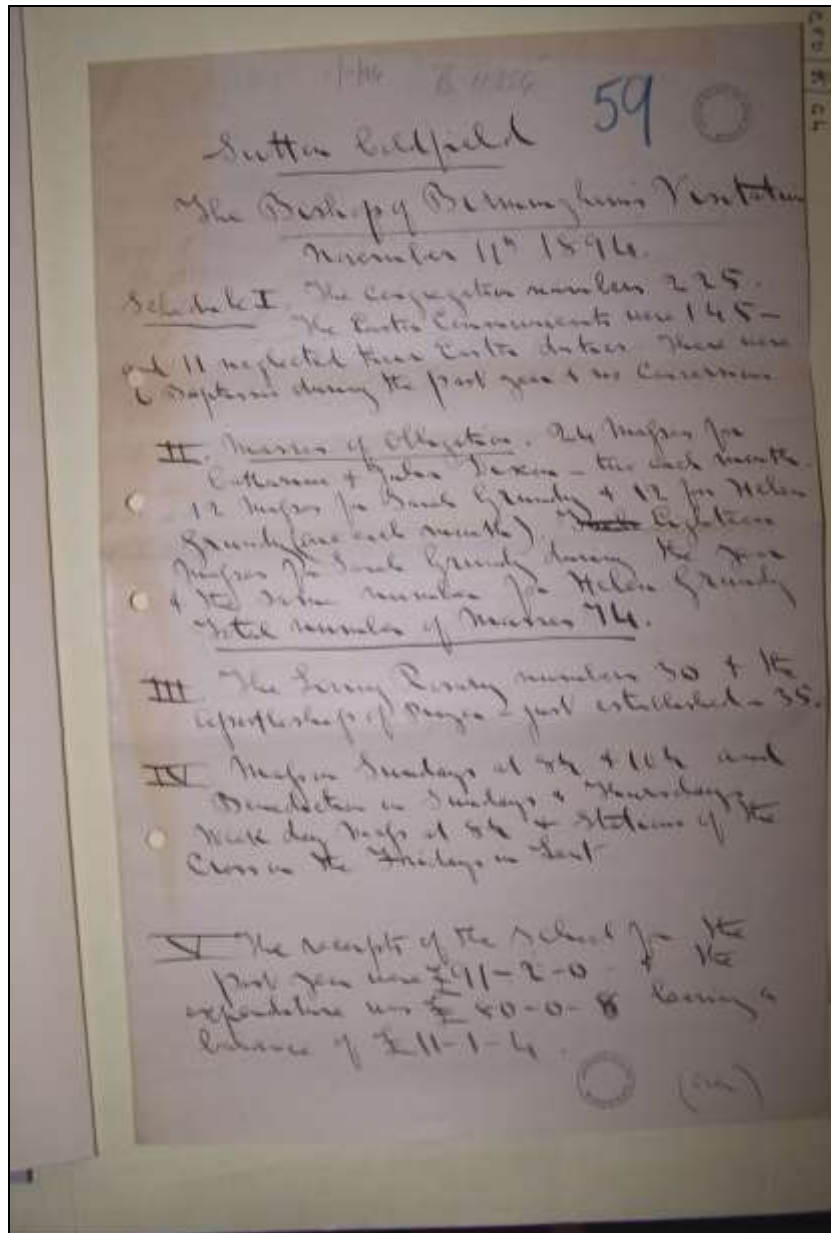 B 11856
59
Sutton Coldfield
The Bishop of Birmingham's Visitation
November 11th 1894.
Schedule I. The congregation numbers 225.
The Easter Communicants were 145 –
and 11 neglected their Easter duties. There were
6 Baptisms during the past year & no Conversions
II. Masses of Obligation. 24 Masses for
Catharine & Julia Dixon – two each month.
12 Masses for Sarah Grundy & 12 for Helen
Grundy (one each month) Eighteen
Masses for Sarah Grundy during the year
& the same number for Helen Grundy
Total number of Masses 74.
III. The Living Rosary numbers 30 & the
Apostleship of Prayer – just established – 35.
IV Mass on Sundays at 8½ & 10½ and
Benediction on Sundays & Thursdays.
Week day Mass at 8½ & Stations of the
Cross on the Fridays in Lent
V The receipts of the School for the
past year were £91-2-0 & the
expenditure was £80-0-8 leaving a
balance of £11-1-4.
(over)